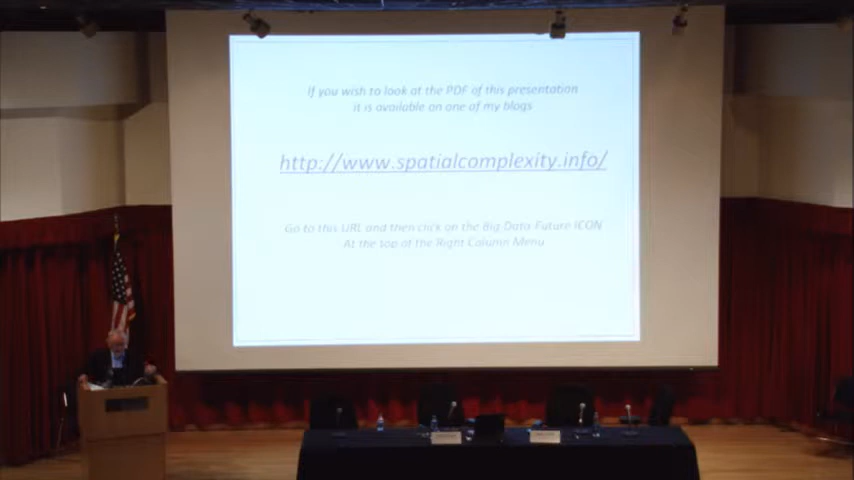 If you wish to look at the PDF of this presentation
it is available on one of my blogs
http://www.spatialcomplexity.info/
Go to this URL and then click on the Big Data Future ICON
At the top of the Right Column Menu